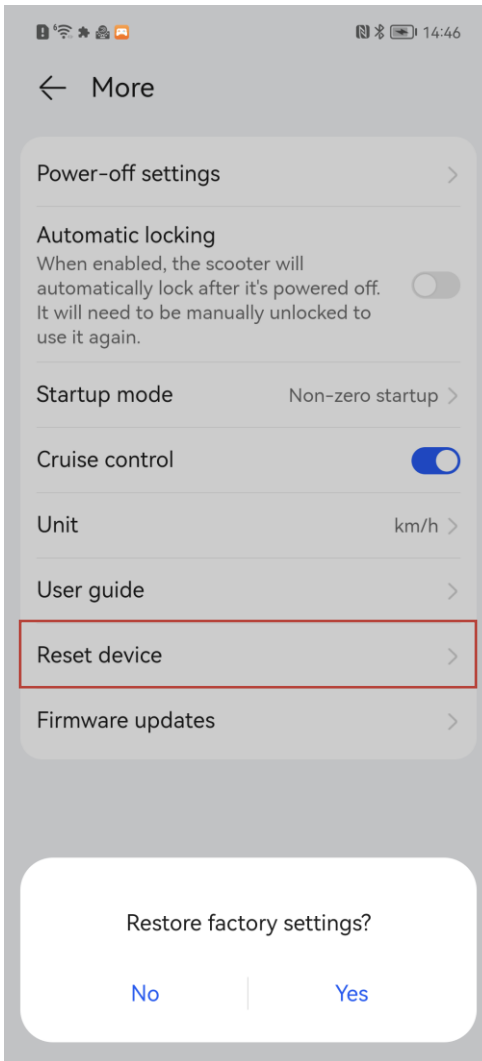 14:46
More
Power-off settings
Automatic locking
When enabled, the scooter will
automatically lock after it's powered off.
It will need to be manually unlocked to
use it again.
Startup mode
Non-zero startup
Cruise control
Unit
km/h
User guide
Reset device
Firmware updates
Restore factory settings?
No
Yes